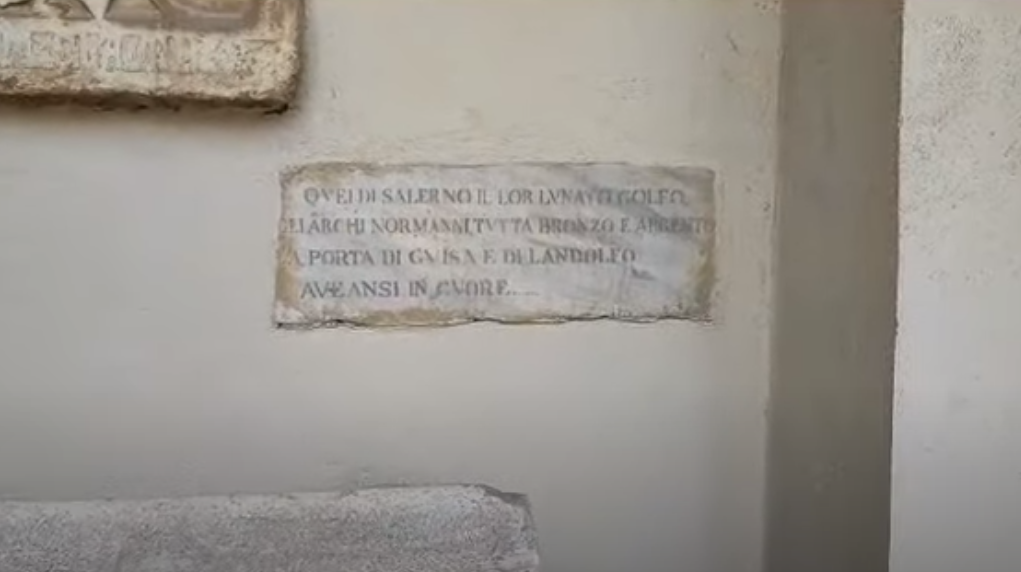 QVEI DI SALERNO IL LOR LVNATO GOLFO,
GLI ARCHI NORMANNI, TVTTA BRONZO E ARGENTO
LA PORTA DI GVISA E DI LANDOLFO
AVEANSI IN CVORE.....